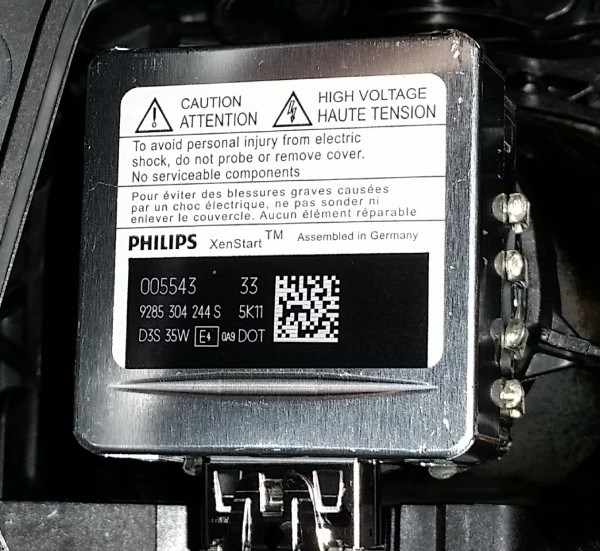 CAUTION
ATTENTION
HIGH VOLTAGE
HAUTE TENSION
To avoid personal injury from electric
shock, do not probe or remove cover.
No serviceable components
Pour éviter des blessures graves causées
par un choc électrique, ne pas sonder ni
enlever le couvercle. Aucun élément réparable
PHILIPS XenStart™ Assembled in Germany
005543 33
9285 304 244 S 5K11
D3S 35W E4 0A9 DOT